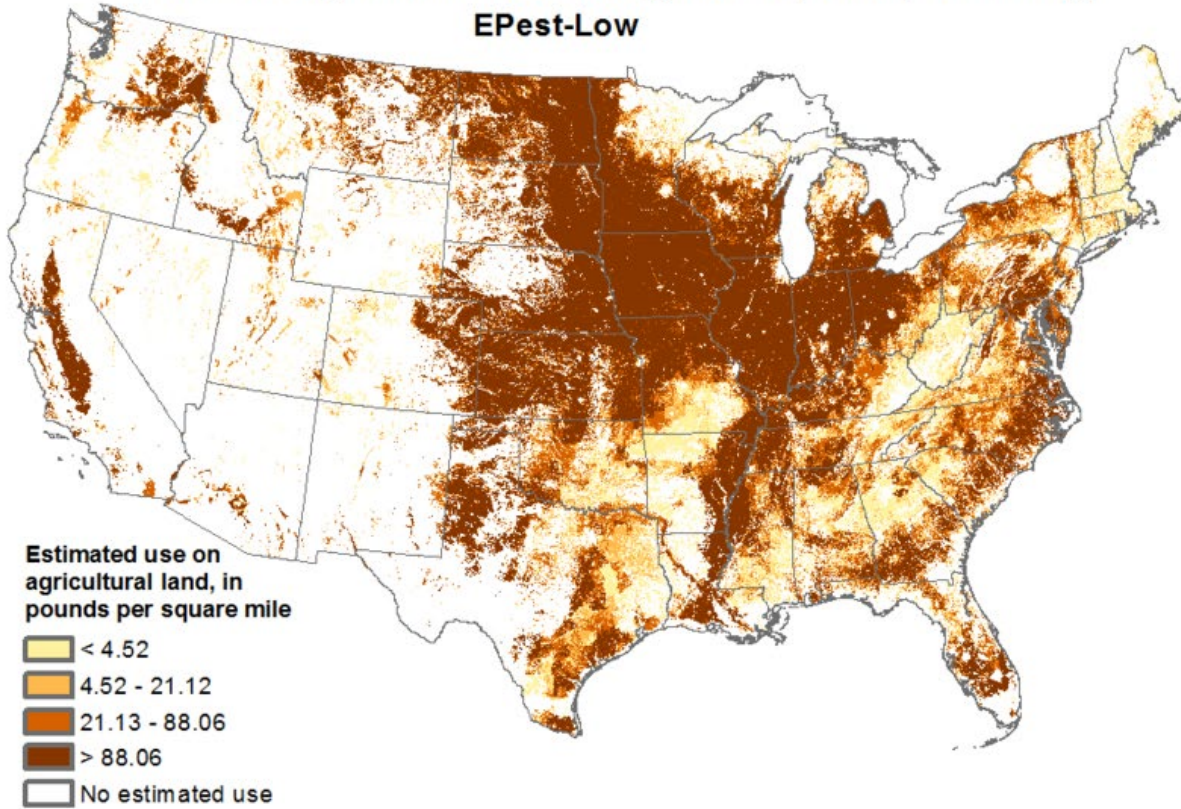 EPest-Low
Estimated use on
agricultural land, in
pounds per square mile
< 4.52
4.52 - 21.12
21.13 - 88.06
> 88.06
No estimated use